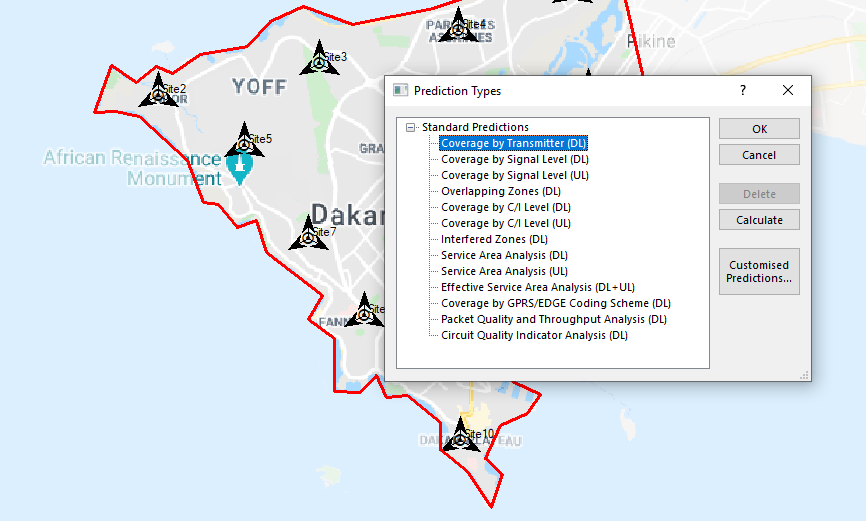 PAR
LLES
ASSAINIES
Site4
Pikine
Site3
YOFF
Site2
OR
Site5
African Renaissance
Monument
GRA
Dakar
Site7
FANN
Site
Site10
DAKAR
PLATEAU
Prediction Types
?
Standard Predictions
Coverage by Transmitter (DL)
Coverage by Signal Level (DL)
Coverage by Signal Level (UL)
Overlapping Zones (DL)
Coverage by C/I Level (DL)
Coverage by C/I Level (UL)
Interfered Zones (DL)
Service Area Analysis (DL)
Service Area Analysis (UL)
Effective Service Area Analysis (DL+UL)
Coverage by GPRS/EDGE Coding Scheme (DL)
Packet Quality and Throughput Analysis (DL)
Circuit Quality Indicator Analysis (DL)
OK
Cancel
Delete
Calculate
Customised
Predictions...